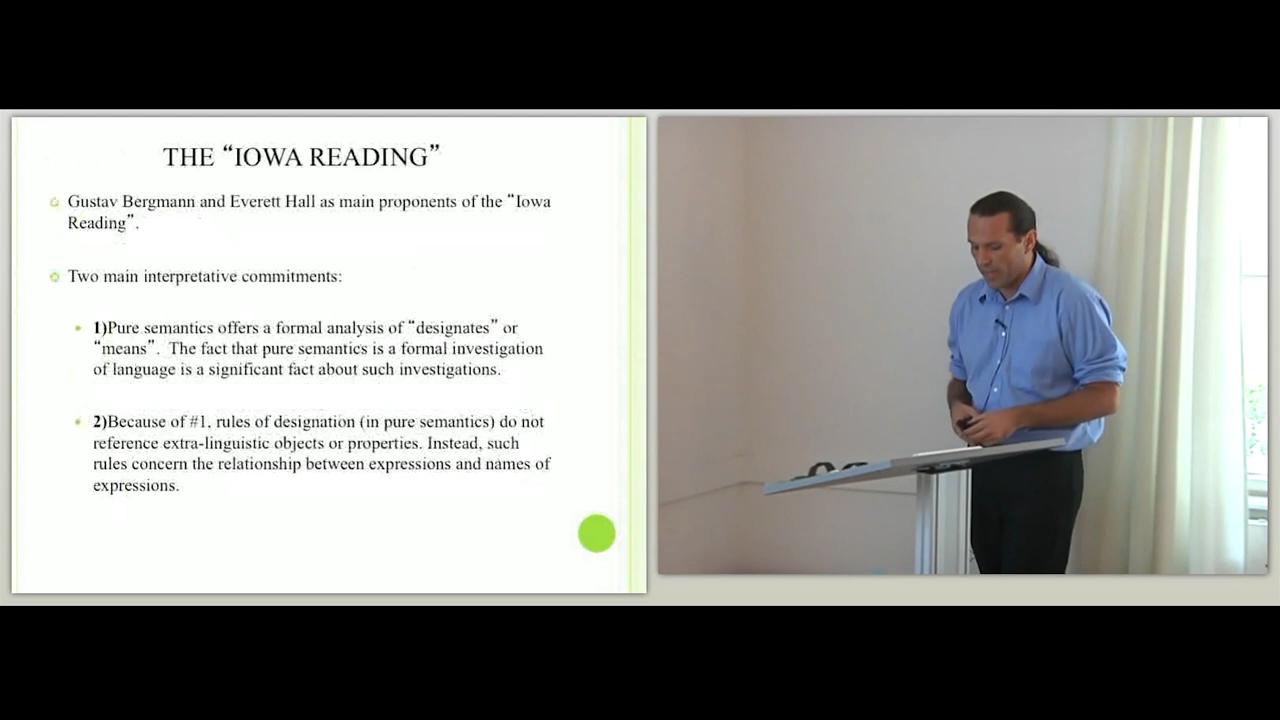 THE “IOWA READING”
Gustav Bergmann and Everett Hall as main proponents of the “Iowa
Reading”.
Two main interpretative commitments:
1)Pure semantics offers a formal analysis of “designates” or
“means”. The fact that pure semantics is a formal investigation
of language is a significant fact about such investigations.
2)Because of #1, rules of designation (in pure semantics) do not
reference extra-linguistic objects or properties. Instead, such
rules concern the relationship between expressions and names of
expressions.